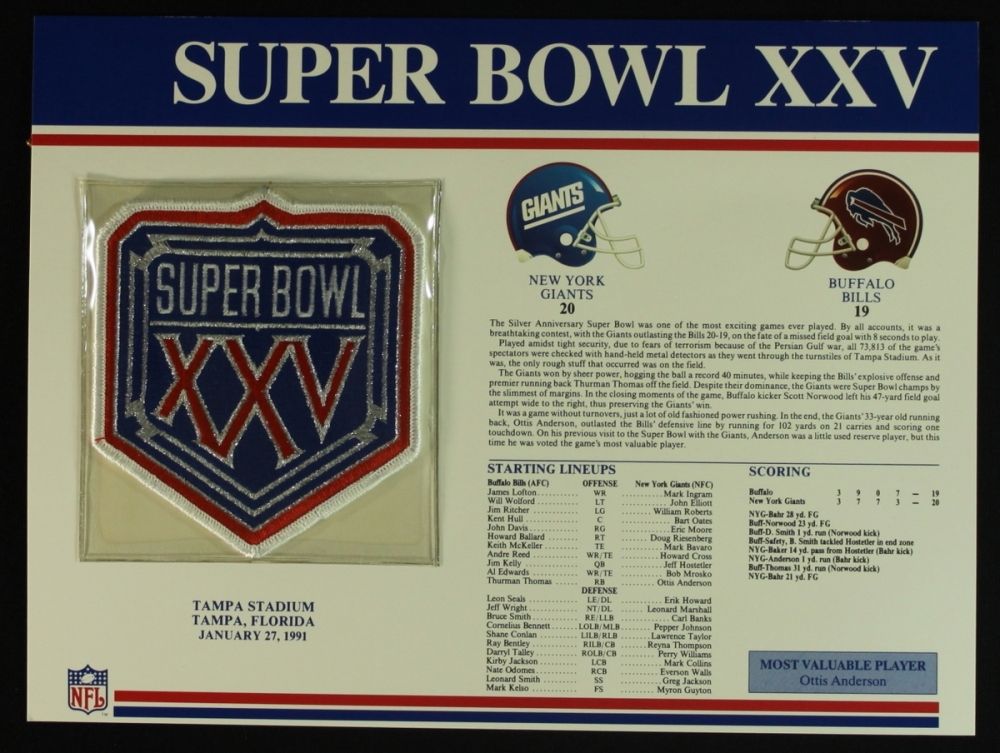 SUPER BOWL XXV
SUPER BOWL
XXV
GIANTS
NEW YORK
GIANTS
20
BUFFALO
BILLS
19
The Silver Anniversary Super Bowl was one of the most exciting games ever played. By all accounts, it was a
breathtaking contest, with the Giants outlasting the Bills 20-19, on the fate of a missed field goal with 8 seconds to play.
Played amidst tight security, due to fears of terrorism because of the Persian Gulf war, all 73,813 of the game's
spectators were checked with hand-held metal detectors as they went through the turnstiles of Tampa Stadium. As it
was, the only rough stuff that occurred was on the field.
The Giants won by sheer power, hogging the ball a record 40 minutes, while keeping the Bills' explosive offense and
premier running back Thurman Thomas off the field. Despite their dominance, the Giants were Super Bowl champs by
the slimmest of margins. In the closing moments of the game, Buffalo kicker Scott Norwood left his 47-yard field goal
attempt wide to the right, thus preserving the Giants' win.
It was a game without turnovers, just a lot of old fashioned power rushing. In the end, the Giants' 33-year old running
back, Ottis Anderson, outlasted the Bills' defensive line by running for 102 yards on 21 carries and scoring one
touchdown. On his previous visit to the Super Bowl with the Giants, Anderson was a little used reserve player, but this
time he was voted the game's most valuable player.
STARTING LINEUPS
Buffalo Bills (AFC) OFFENSE New York Giants (NFC)
James Lofton WR Mark Ingram
Will Wolford LT John Elliott
Jim Ritcher LG William Roberts
Kent Hull C Bart Oates
John Davis RG Eric Moore
Howard Ballard RT Doug Riesenberg
Keith McKeller TE Mark Bavaro
Andre Reed WR/TE Howard Cross
Jim Kelly QB Jeff Hostetler
Al Edwards WR/TE Bob Mrosko
Thurman Thomas RB Ottis Anderson
DEFENSE
Leon Seals LE/DL Erik Howard
Jeff Wright NT/DL Leonard Marshall
Bruce Smith RE/LLB Carl Banks
Cornelius Bennett LOLB/MLB Pepper Johnson
Shane Conlan LILB/RLB Lawrence Taylor
Ray Bentley RILB/CB Reyna Thompson
Darryl Talley ROLB/CB Perry Williams
Kirby Jackson LCB Mark Collins
Nate Odomes RCB Everson Walls
Leonard Smith SS Greg Jackson
Mark Kelso FS Myron Guyton
SCORING
Buffalo 3 9 0 7 — 19
New York Giants 3 7 7 3 — 20
NYG-Bahr 28 yd. FG
Buff-Norwood 23 yd. FG
Buff-D. Smith 1 yd. run (Norwood kick)
Buff-Safety, B. Smith tackled Hostetler in end zone
NYG-Baker 14 yd. pass from Hostetler (Bahr kick)
NYG-Anderson 1 yd. run (Bahr kick)
Buff-Thomas 31 yd. run (Norwood kick)
NYG-Bahr 21 yd. FG
TAMPA STADIUM
TAMPA, FLORIDA
JANUARY 27, 1991
MOST VALUABLE PLAYER
Ottis Anderson
NFL
TM